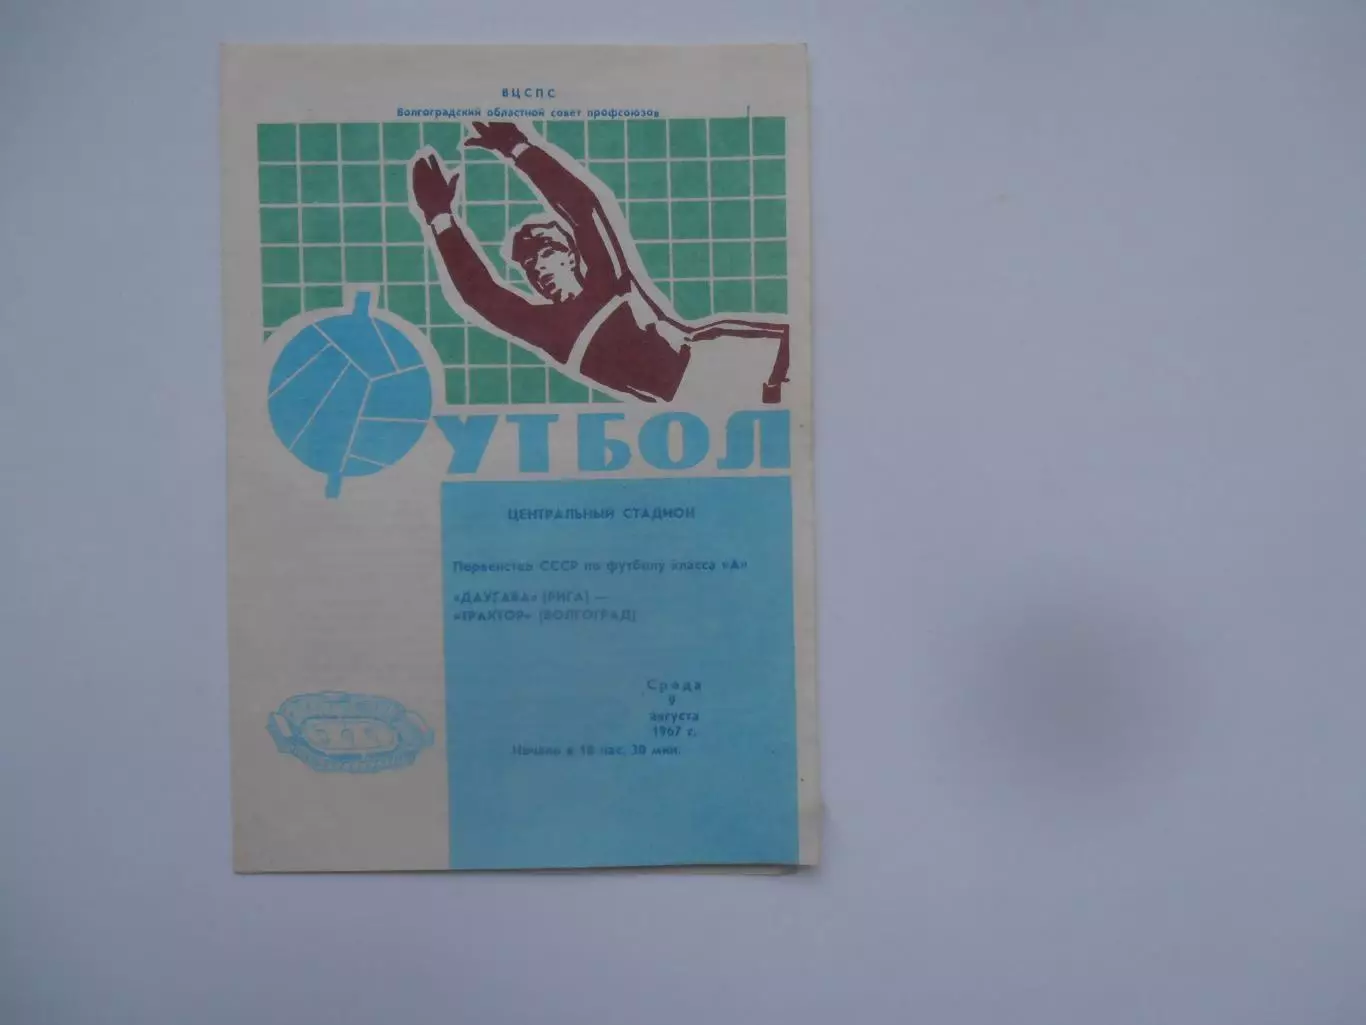 ВЦСПС
Волгоградский областной совет профсоюзов
ФУТБОЛ
ЦЕНТРАЛЬНЫЙ СТАДИОН
Первенство СССР по футболу класса «А»
«ДАУГАВА» (РИГА) —
«ТРАКТОР» (ВОЛГОГРАД)
Среда
9
августа
1967 г.
Начало в 18 час. 30 мин.